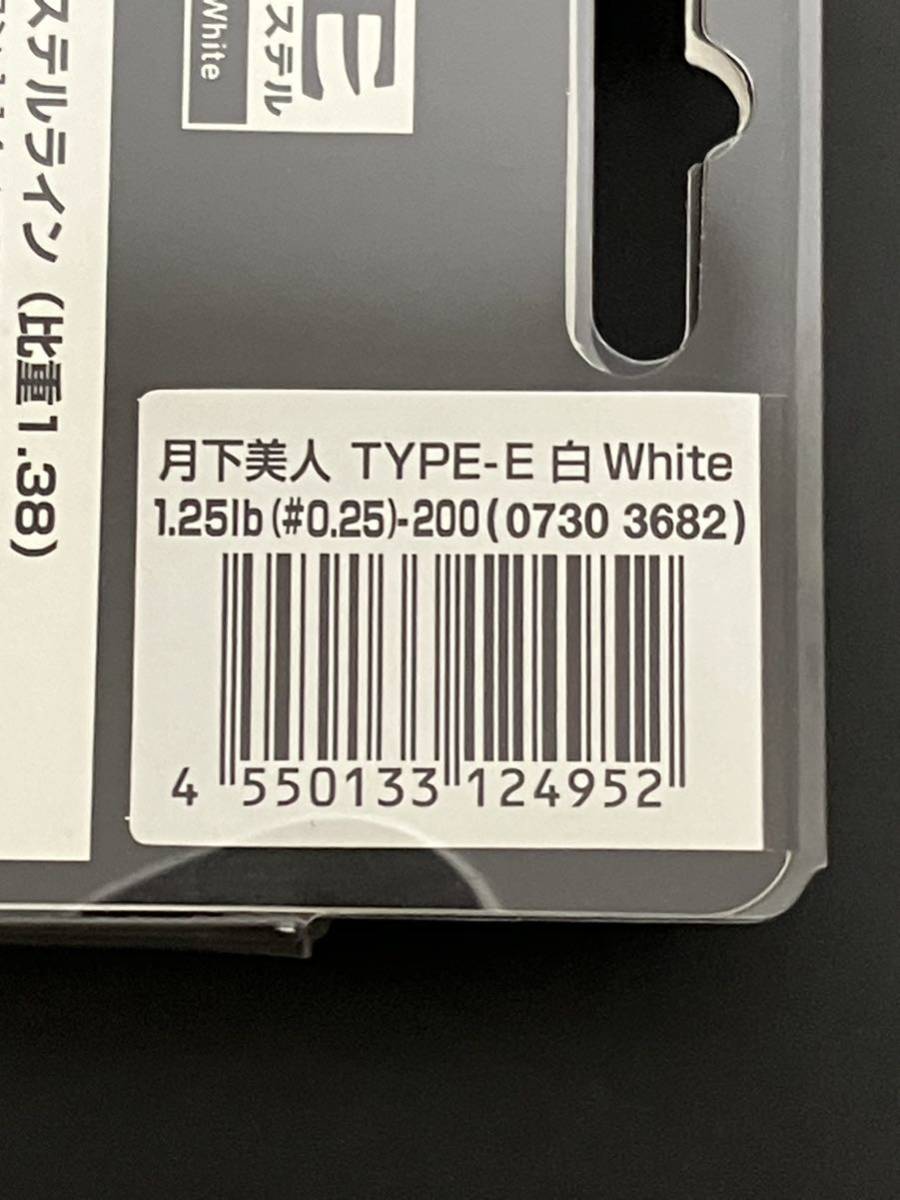 E
ステル
White
ステルライン (比重1.38)
月下美人 TYPE-E 白 White
1.25lb (#0.25)-200 (0730 3682)
4 550133 124952